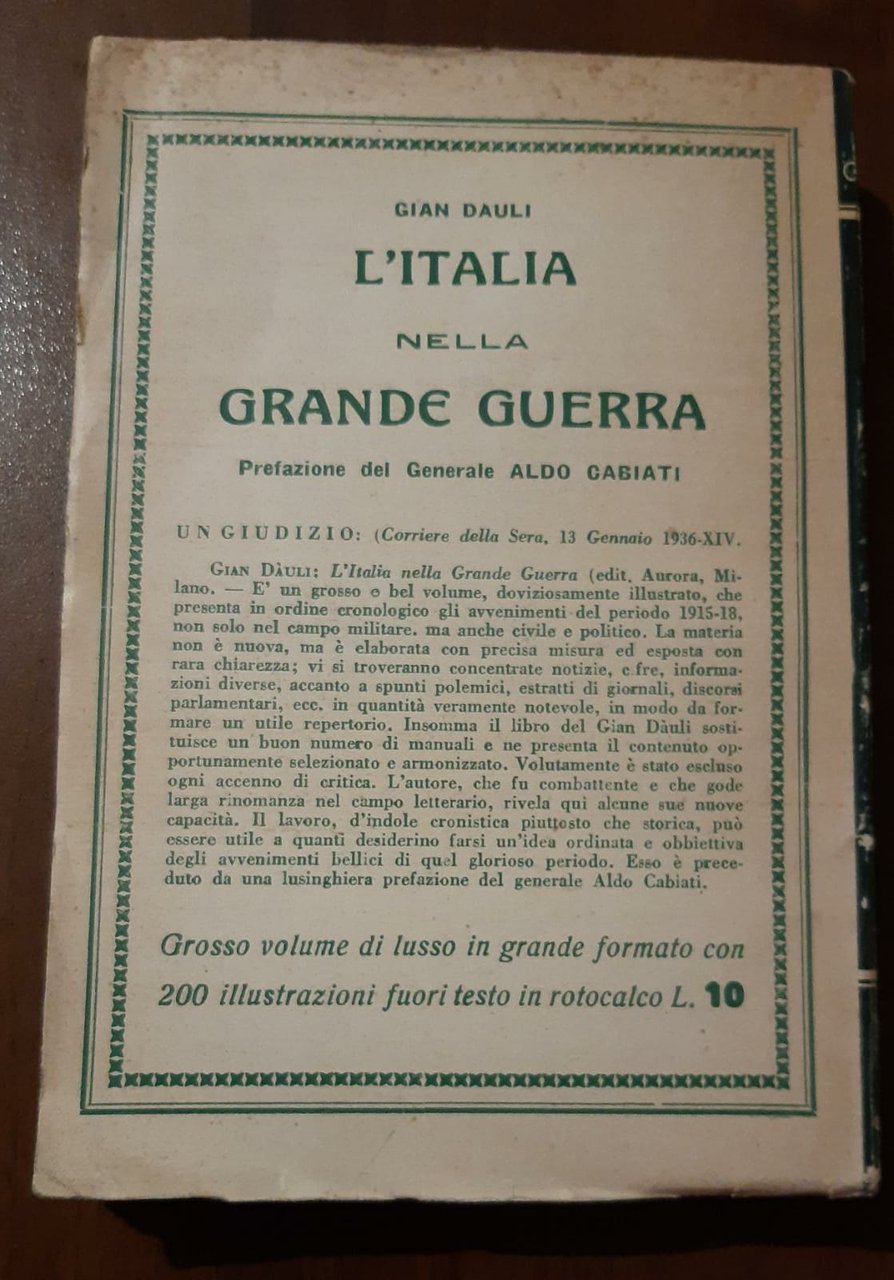 GIAN DAULI
L'ITALIA
NELLA
GRANDE GUERRA
Prefazione del Generale ALDO CABIATI
UN GIUDIZIO: (Corriere della Sera, 13 Gennaio 1936-XIV.
GIAN DÀULI: L'Italia nella Grande Guerra (edit. Aurora, Mi-
lano. — E' un grosso e bel volume, doviziosamente illustrato, che
presenta in ordine cronologico gli avvenimenti del periodo 1915-18,
non solo nel campo militare. ma anche civile e politico. La materia
non è nuova, ma è elaborata con precisa misura ed esposta con
rara chiarezza; vi si troveranno concentrate notizie, c fre, informa-
zioni diverse, accanto a spunti polemici, estratti di giornali, discorsi
parlamentari, ecc. in quantità veramente notevole, in modo da for-
mare un utile repertorio. Insomma il libro del Gian Dàuli sosti-
tuisce un buon numero di manuali e ne presenta il contenuto op-
portunamente selezionato e armonizzato. Volutamente è stato escluso
ogni accenno di critica. L'autore, che fu combattente e che gode
larga rinomanza nel campo letterario, rivela qui alcune sue nuove
capacità. Il lavoro, d'indole cronistica piuttosto che storica, può
essere utile a quanti desiderino farsi un'idea ordinata e obbiettiva
degli avvenimenti bellici di quel glorioso periodo. Esso è prece-
duto da una lusinghiera prefazione del generale Aldo Cabiati.
Grosso volume di lusso in grande formato con
200 illustrazioni fuori testo in rotocalco L. 10